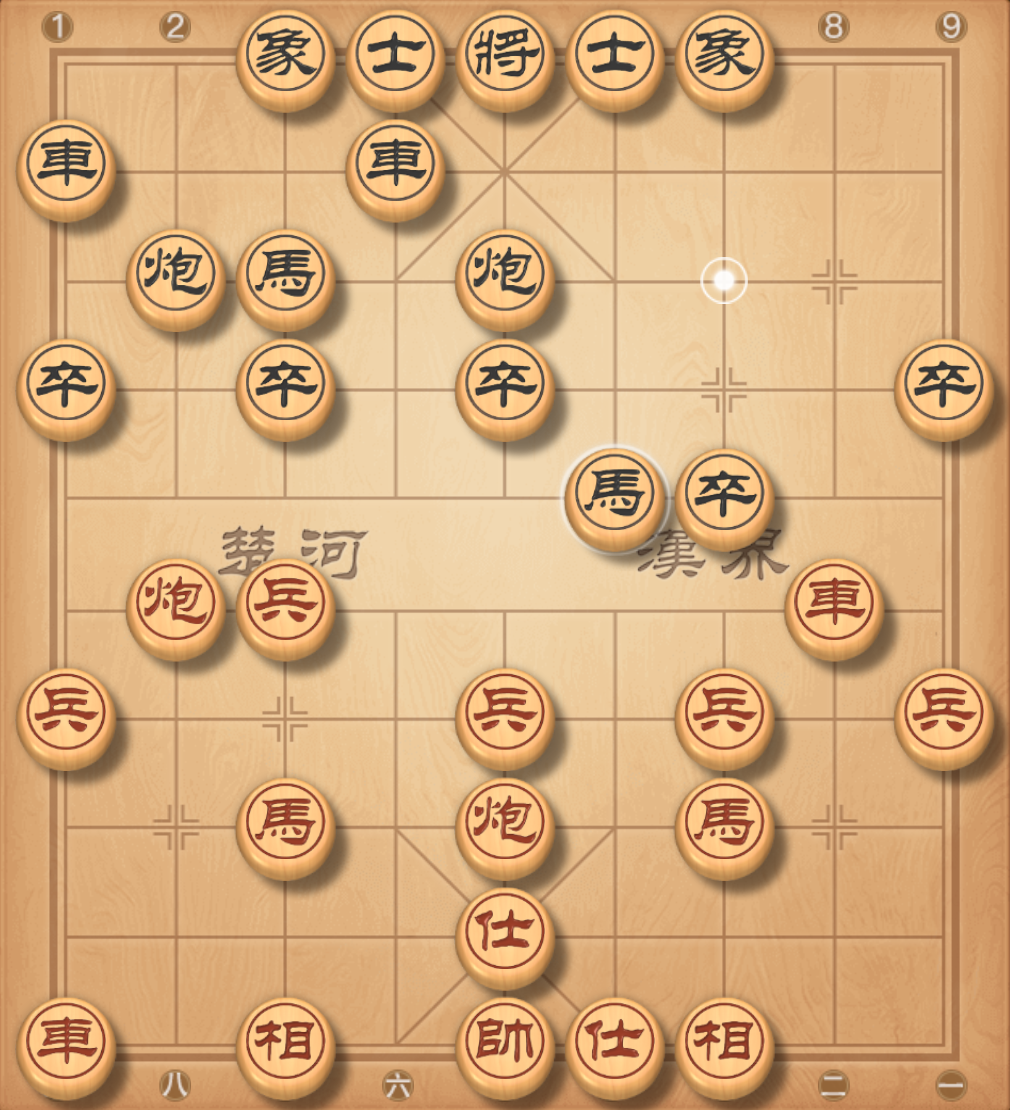 1 2 8 9
象 士 將 士 象
車 車
炮 馬 炮
卒 卒 卒 卒
馬 卒
楚 河 漢 界
炮 兵 車
兵 兵 兵 兵
馬 炮 馬
仕
車 相 帥 仕 相
八 六 二 一